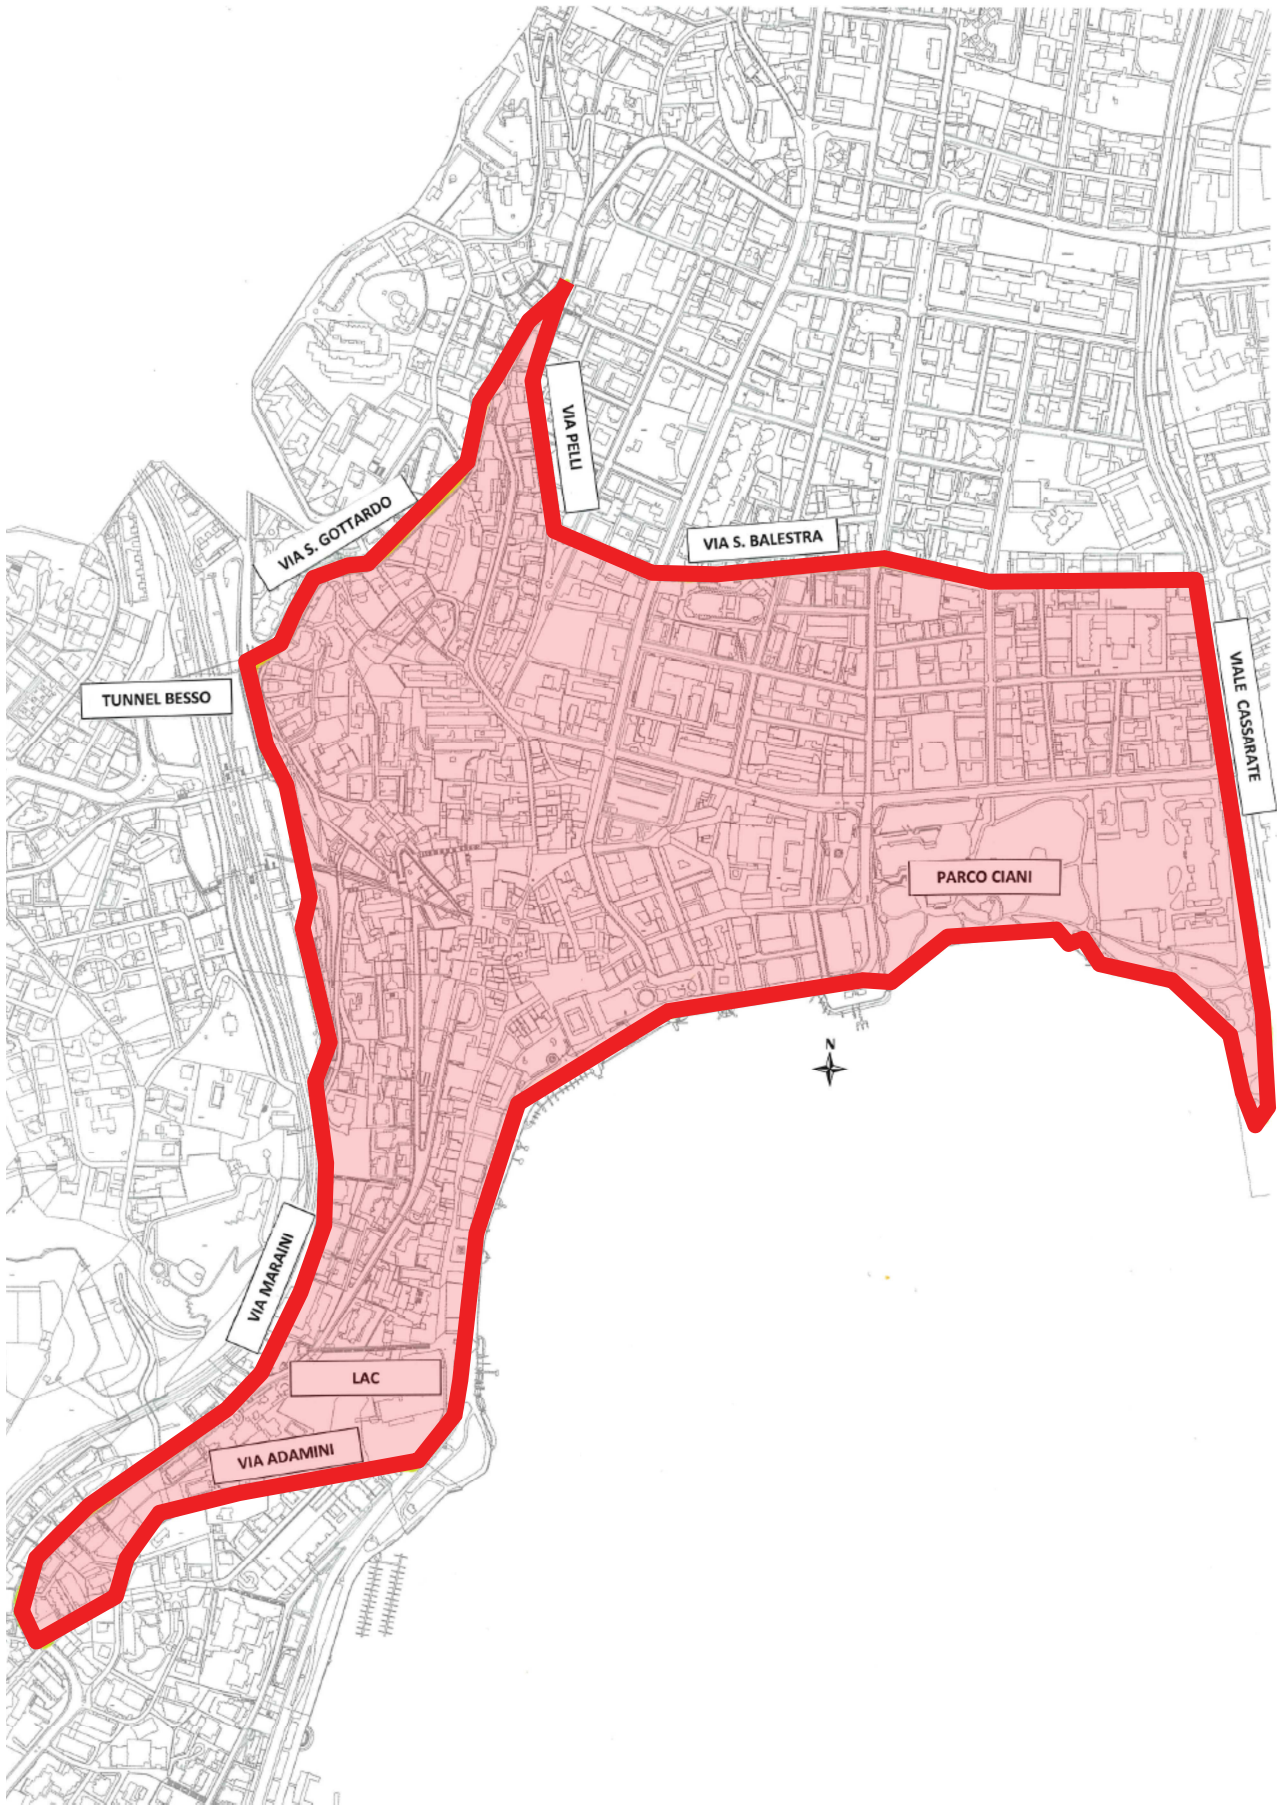 VIA PELLI
VIA S. GOTTARDO
VIA S. BALESTRA
TUNNEL BESSO
VIALE CASSARATE
PARCO CIANI
N
VIA MARAINI
LAC
VIA ADAMINI